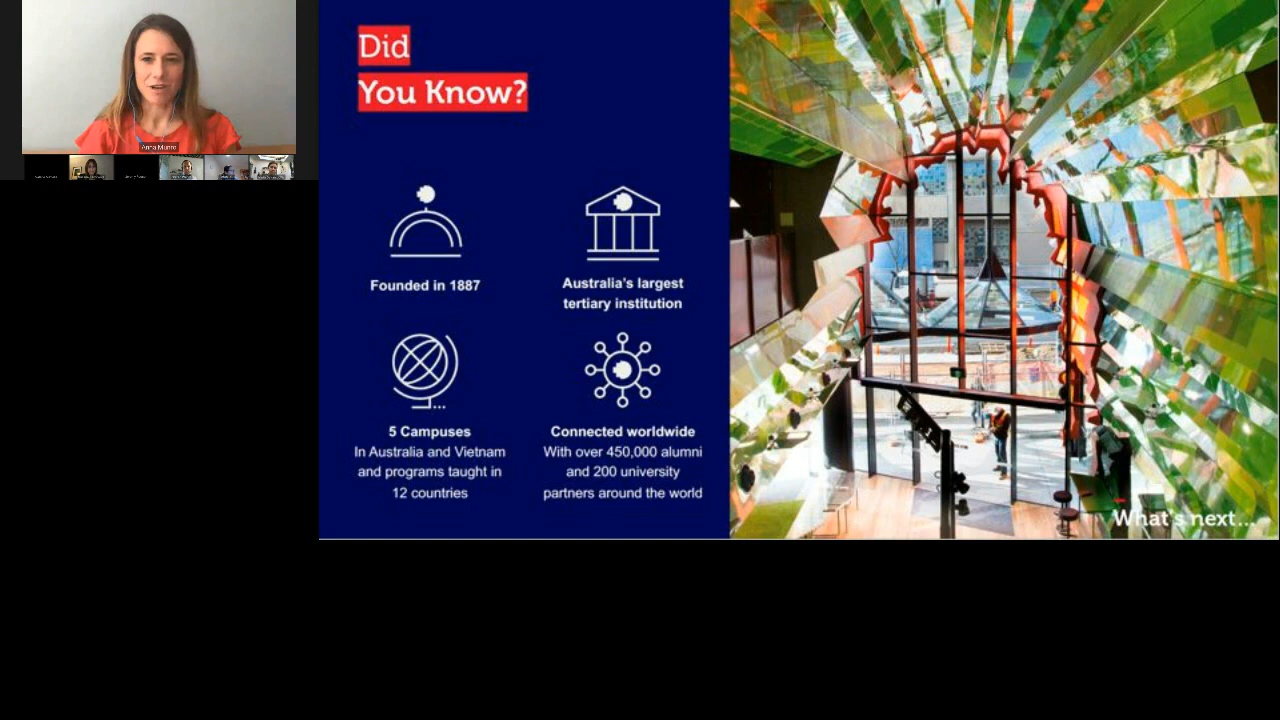 Anna Munro
Did
You Know?
Founded in 1887
Australia's largest
tertiary institution
5 Campuses
In Australia and Vietnam
and programs taught in
12 countries
Connected worldwide
With over 450,000 alumni
and 200 university
partners around the world
What's next...